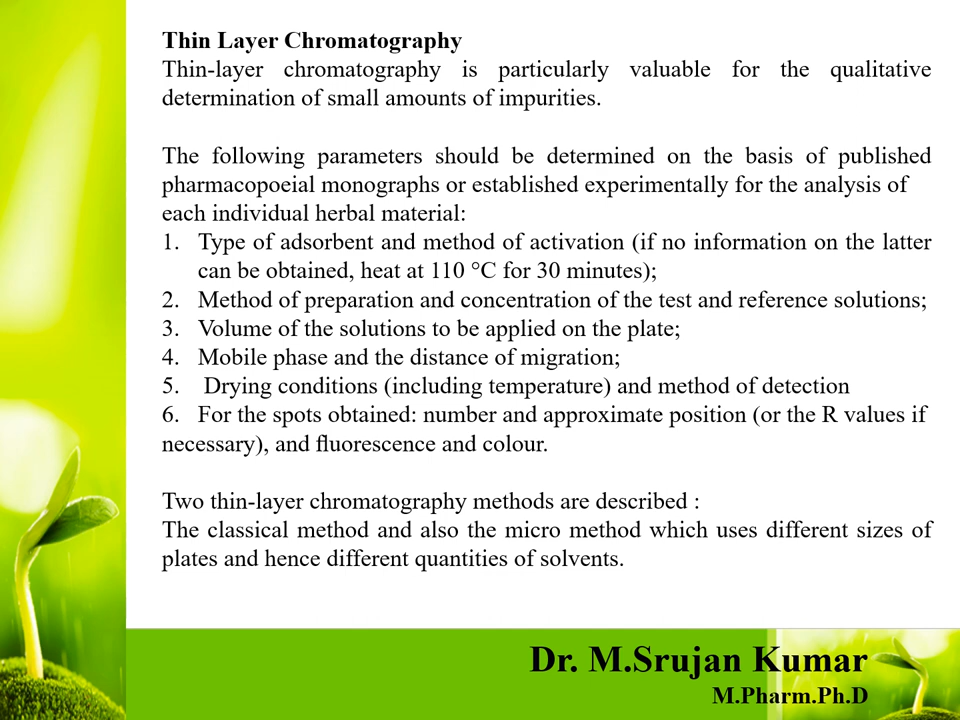 Thin Layer Chromatography
Thin-layer chromatography is particularly valuable for the qualitative
determination of small amounts of impurities.
The following parameters should be determined on the basis of published
pharmacopoeial monographs or established experimentally for the analysis of
each individual herbal material:
1. Type of adsorbent and method of activation (if no information on the latter
can be obtained, heat at 110 °C for 30 minutes);
2. Method of preparation and concentration of the test and reference solutions;
3. Volume of the solutions to be applied on the plate;
4. Mobile phase and the distance of migration;
5. Drying conditions (including temperature) and method of detection
6. For the spots obtained: number and approximate position (or the R values if
necessary), and fluorescence and colour.
Two thin-layer chromatography methods are described :
The classical method and also the micro method which uses different sizes of
plates and hence different quantities of solvents.
Dr. M.Srujan Kumar
M.Pharm.Ph.D